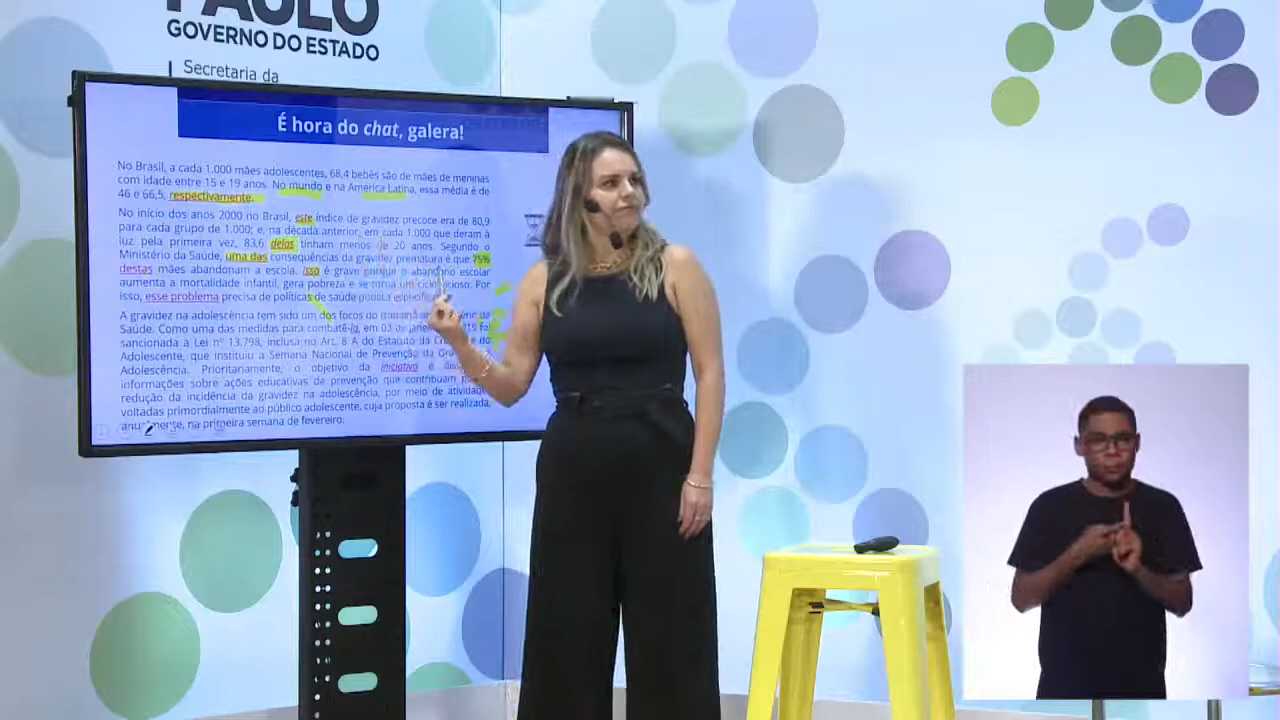 PAULO
GOVERNO DO ESTADO
Secretaria da
É hora do chat, galera!
No Brasil, a cada 1.000 mães adolescentes, 68,4 bebês são de mães de meninas
com idade entre 15 e 19 anos. No mundo e na América Latina, essa média é de
46 e 66,5, respectivamente.
No início dos anos 2000 no Brasil, este índice de gravidez precoce era de 80,9
para cada grupo de 1.000; e, na década anterior, em cada 1.000 que deram à
luz pela primeira vez, 83,6 delas tinham menos de 20 anos. Segundo o
Ministério da Saúde, uma das consequências da gravidez prematura é que 75%
destas mães abandonam a escola. Isso é grave porque o abandono escolar
aumenta a mortalidade infantil, gera pobreza e se torna um ciclo vicioso. Por
isso, esse problema precisa de políticas de saúde pública
A gravidez na adolescência tem sido um dos focos do
Saúde. Como uma das medidas para combatê-la, em 03 de
sancionada a Lei nº 13.798, inclusa no Art. 8 A do Estatuto da
Adolescente, que instituiu a Semana Nacional de Prevenção da
Adolescência. Prioritariamente, o objetivo da iniciativa é
informações sobre ações educativas de prevenção que contribuam
redução da incidência da gravidez na adolescência, por meio de
voltadas primordialmente ao público adolescente, cuja proposta é ser realizada,
anualmente, na primeira semana de fevereiro.